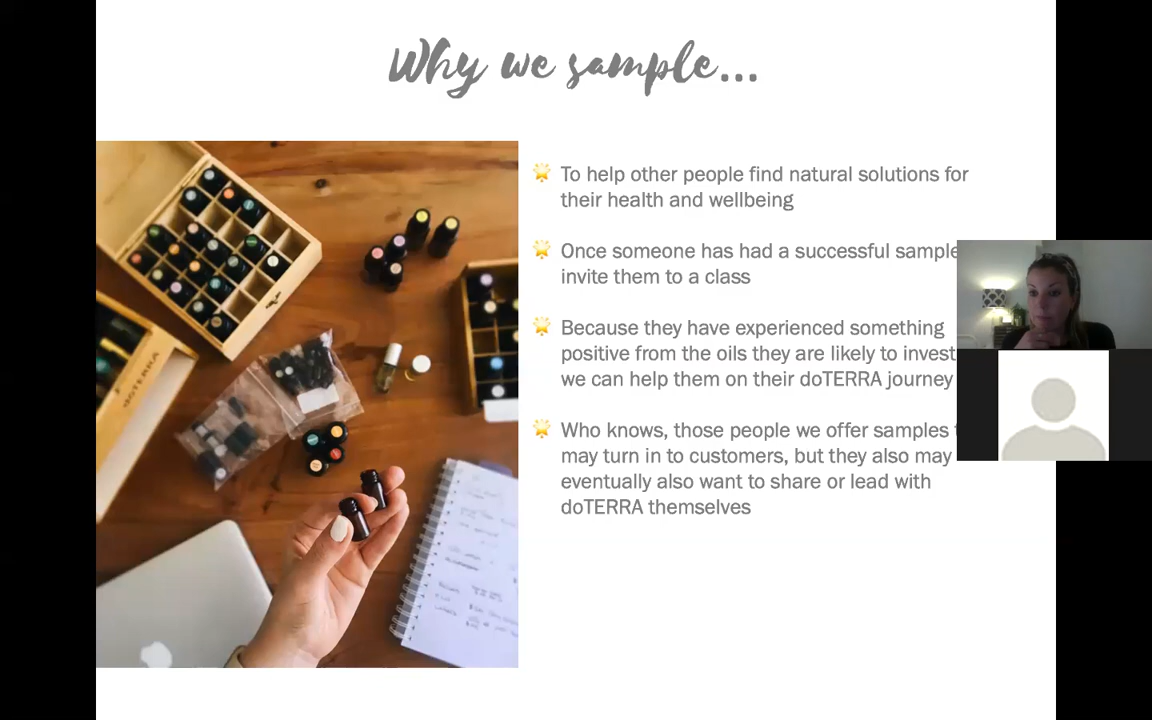 Why we sample...
To help other people find natural solutions for
their health and wellbeing
Once someone has had a successful sample
invite them to a class
Because they have experienced something
positive from the oils they are likely to invest
we can help them on their doTERRA journey
Who knows, those people we offer samples
may turn in to customers, but they also may
eventually also want to share or lead with
doTERRA themselves
dōTERRA